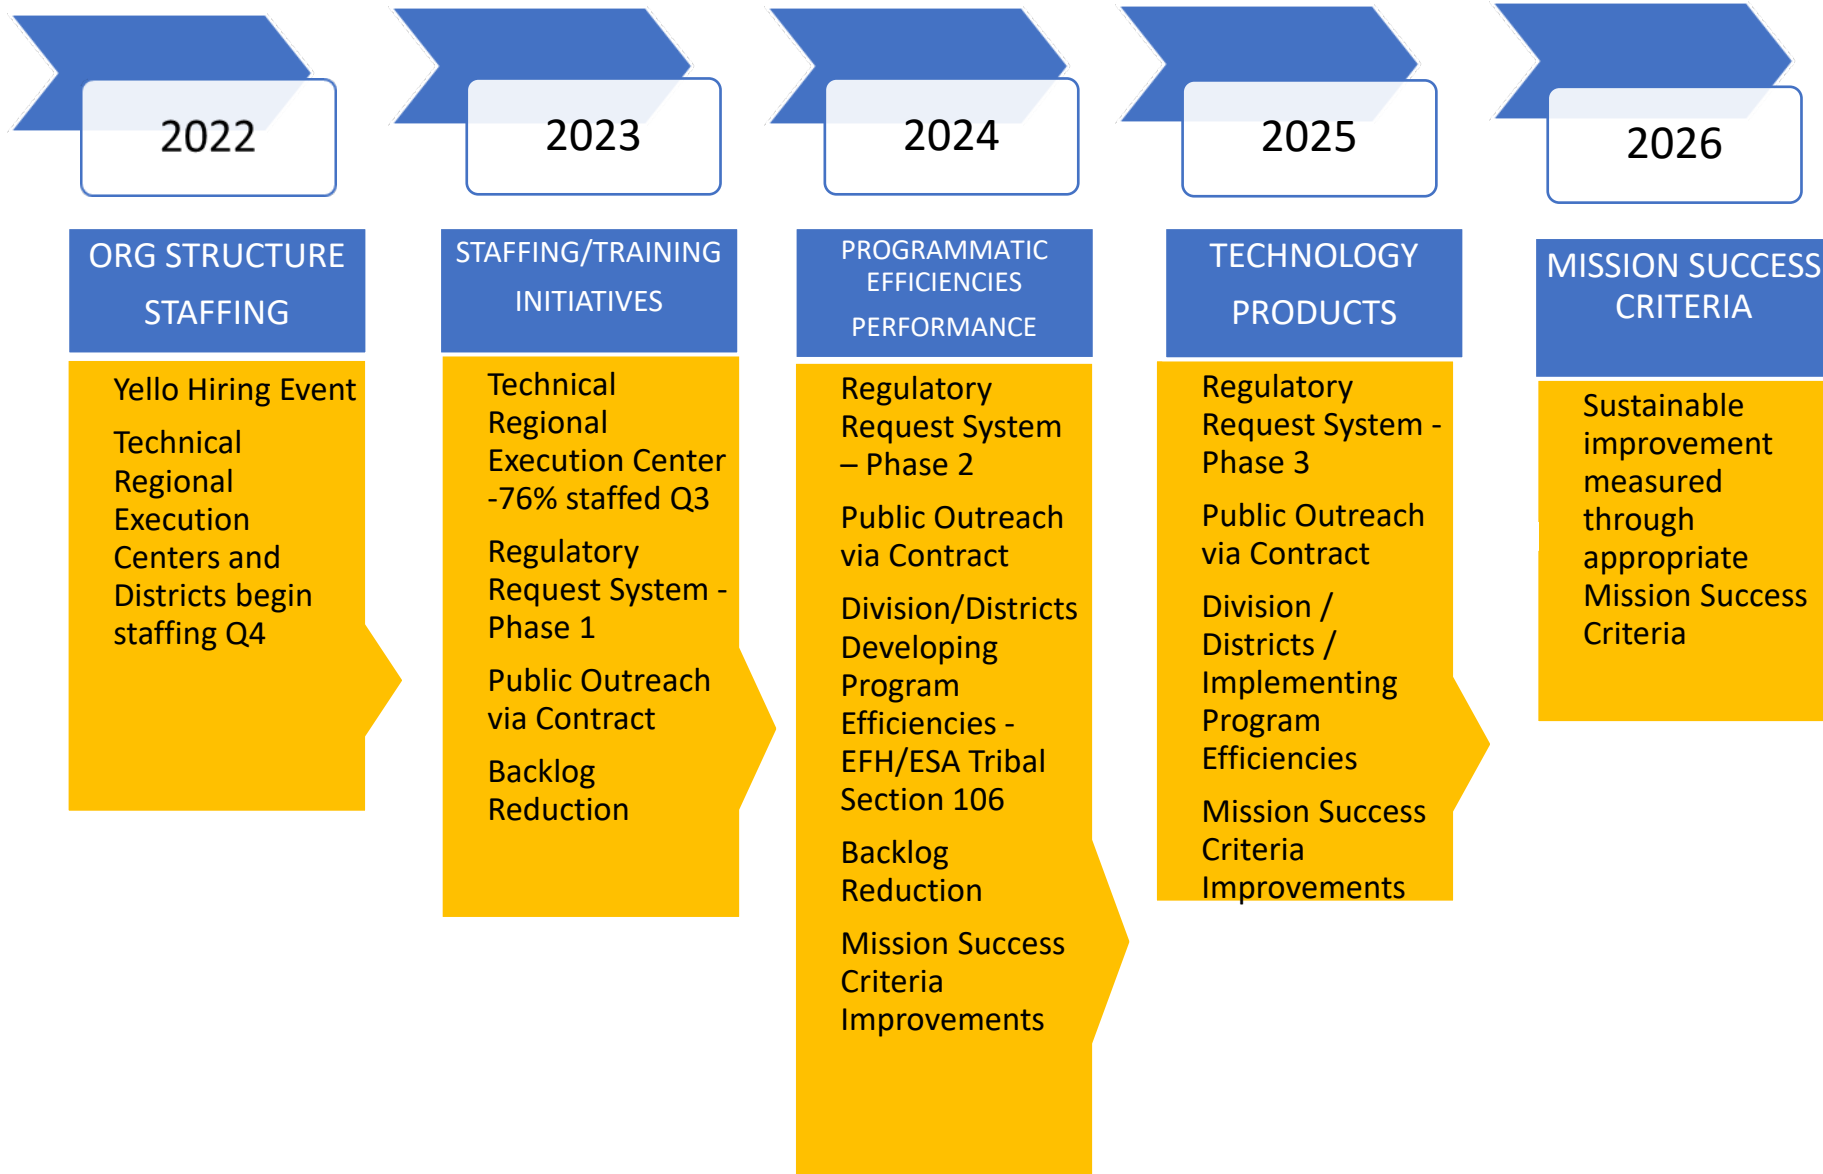 2022
2023
2024
2025
2026
ORG STRUCTURE
STAFFING
Yello Hiring Event
Technical
Regional
Execution
Centers and
Districts begin
staffing Q4
STAFFING/TRAINING
INITIATIVES
Technical
Regional
Execution Center
-76% staffed Q3
Regulatory
Request System -
Phase 1
Public Outreach
via Contract
Backlog
Reduction
PROGRAMMATIC
EFFICIENCIES
PERFORMANCE
Regulatory
Request System
– Phase 2
Public Outreach
via Contract
Division/Districts
Developing
Program
Efficiencies -
EFH/ESA Tribal
Section 106
Backlog
Reduction
Mission Success
Criteria
Improvements
TECHNOLOGY
PRODUCTS
Regulatory
Request System -
Phase 3
Public Outreach
via Contract
Division /
Districts /
Implementing
Program
Efficiencies
Mission Success
Criteria
Improvements
MISSION SUCCESS
CRITERIA
Sustainable
improvement
measured
through
appropriate
Mission Success
Criteria